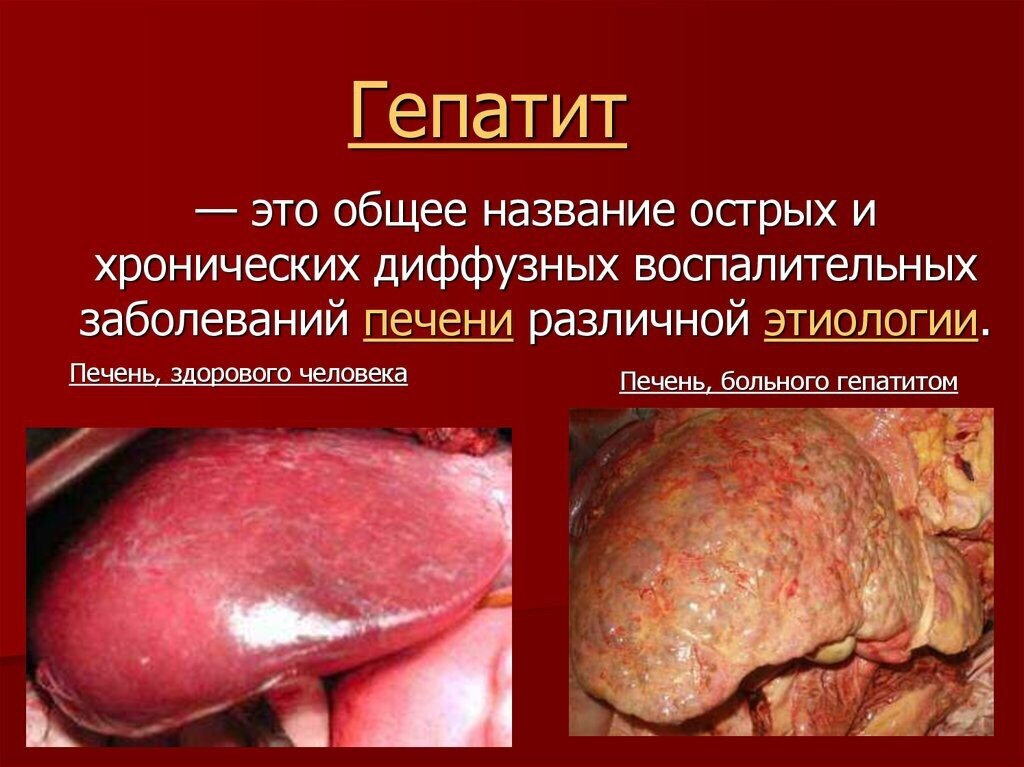 Гепатит
— это общее название острых и
хронических диффузных воспалительных
заболеваний печени различной этиологии.
Печень, здорового человека
Печень, больного гепатитом